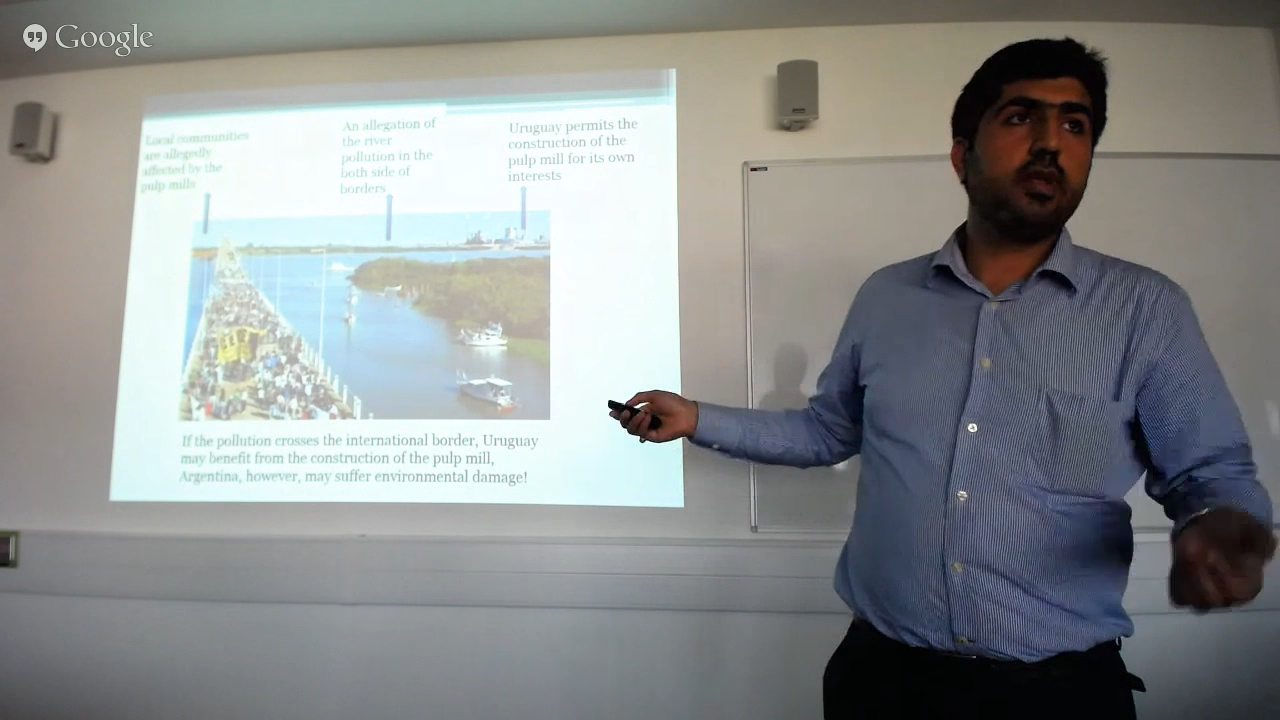 Google
Local communities
are allegedly
affected by the
pulp mills
An allegation of
the river
pollution in the
both side of
borders
Uruguay permits the
construction of the
pulp mill for its own
interests
If the pollution crosses the international border, Uruguay
may benefit from the construction of the pulp mill,
Argentina, however, may suffer environmental damage!